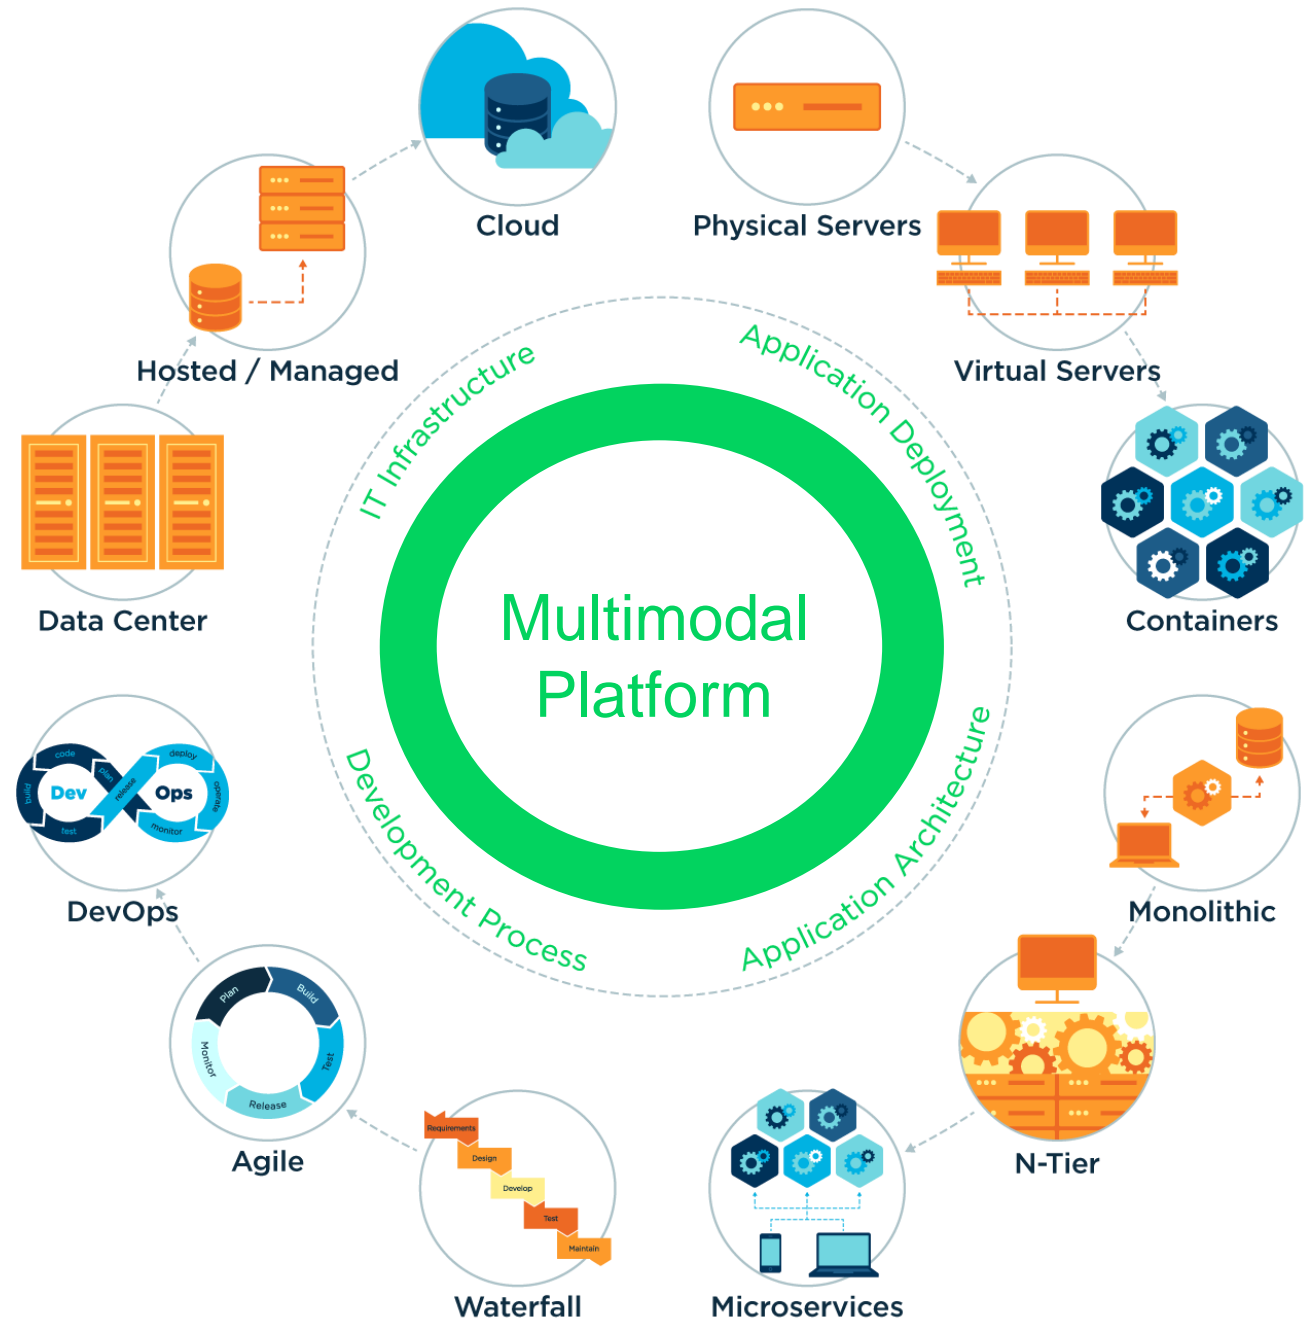 Cloud
Physical Servers
Hosted / Managed
Virtual Servers
Data Center
Containers
IT Infrastructure
Application Deployment
Multimodal
Platform
Development Process
Application Architecture
Dev
Ops
code
plan
build
test
release
deploy
operate
monitor
DevOps
Monolithic
Plan
Build
Test
Release
Monitor
Agile
N-Tier
Requirements
Design
Develop
Test
Maintain
Waterfall
Microservices